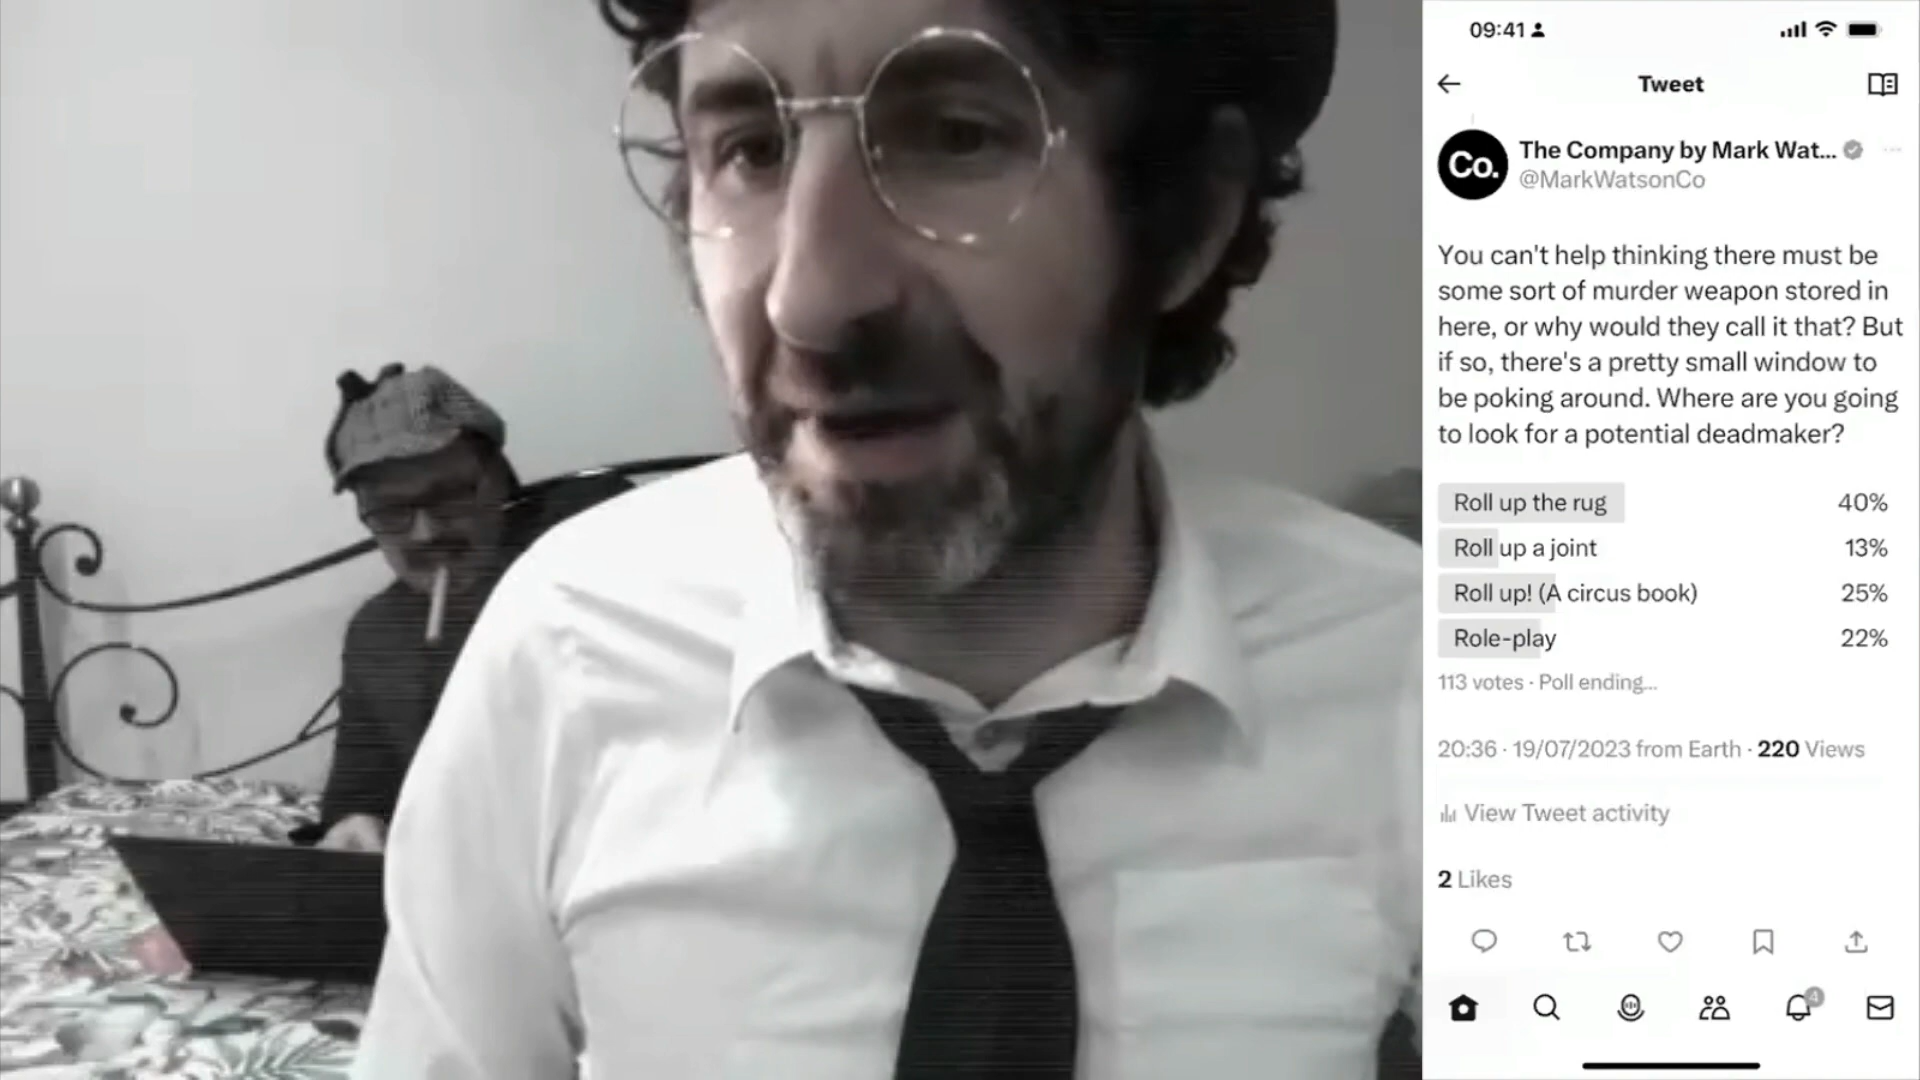 09:41
Tweet
Co.
The Company by Mark Wat...
@MarkWatsonCo
You can't help thinking there must be
some sort of murder weapon stored in
here, or why would they call it that? But
if so, there's a pretty small window to
be poking around. Where are you going
to look for a potential deadmaker?
Roll up the rug 40%
Roll up a joint 13%
Roll up! (A circus book) 25%
Role-play 22%
113 votes · Poll ending...
20:36 · 19/07/2023 from Earth · 220 Views
View Tweet activity
2 Likes
4